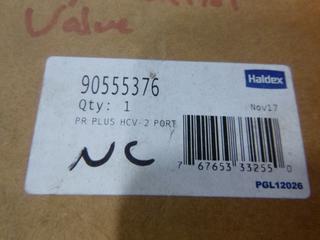 Valve
Haldex
90555376
Qty: 1
Nov17
PR PLUS HCV-2 PORT
NC
7 67653 33255 0
PGL12026